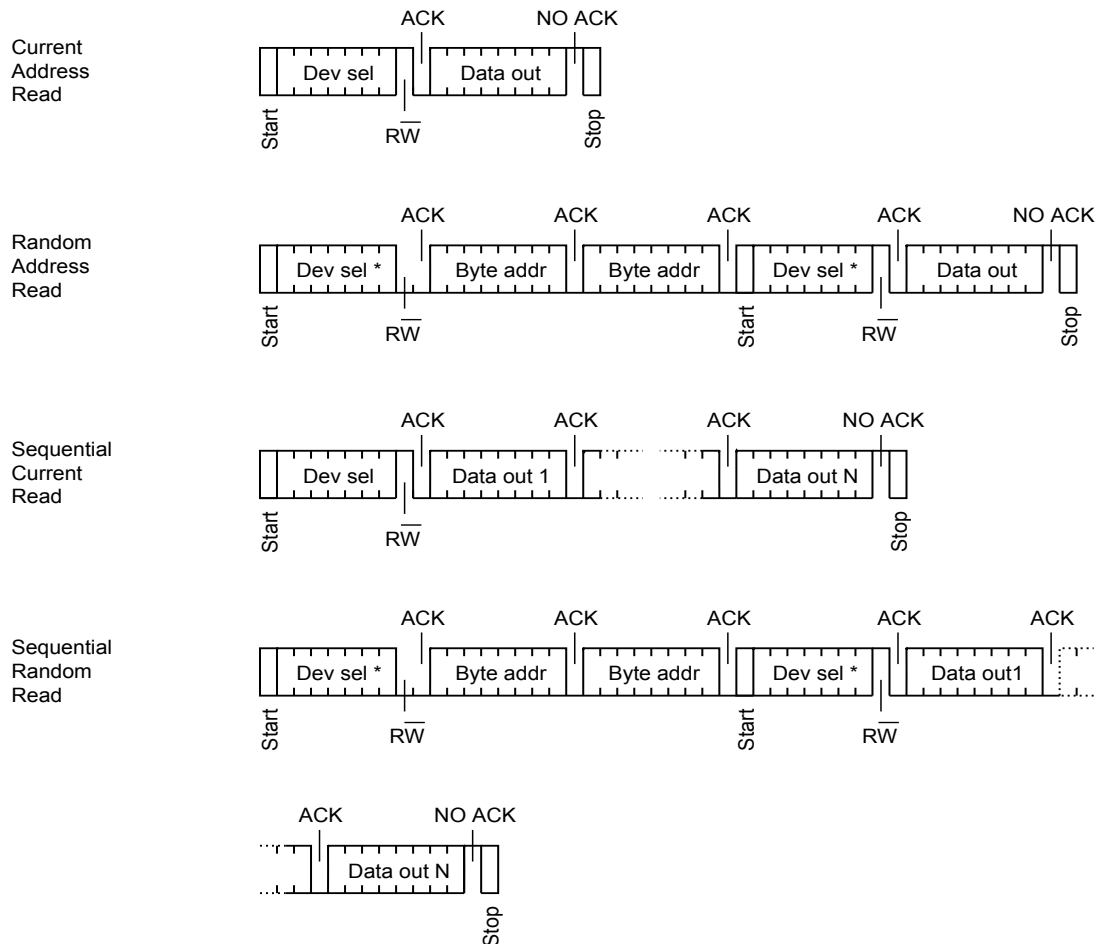 ACK NO ACK
Current
Address
Read
Dev sel Data out
Start RW̅ Stop
ACK ACK ACK ACK NO ACK
Random
Address
Read
Dev sel * Byte addr Byte addr Dev sel * Data out
Start RW̅ Start RW̅ Stop
ACK ACK ACK NO ACK
Sequential
Current
Read
Dev sel Data out 1 Data out N
Start RW̅ Stop
ACK ACK ACK ACK ACK
Sequential
Random
Read
Dev sel * Byte addr Byte addr Dev sel * Data out1
Start RW̅ Start RW̅
ACK NO ACK
Data out N
Stop